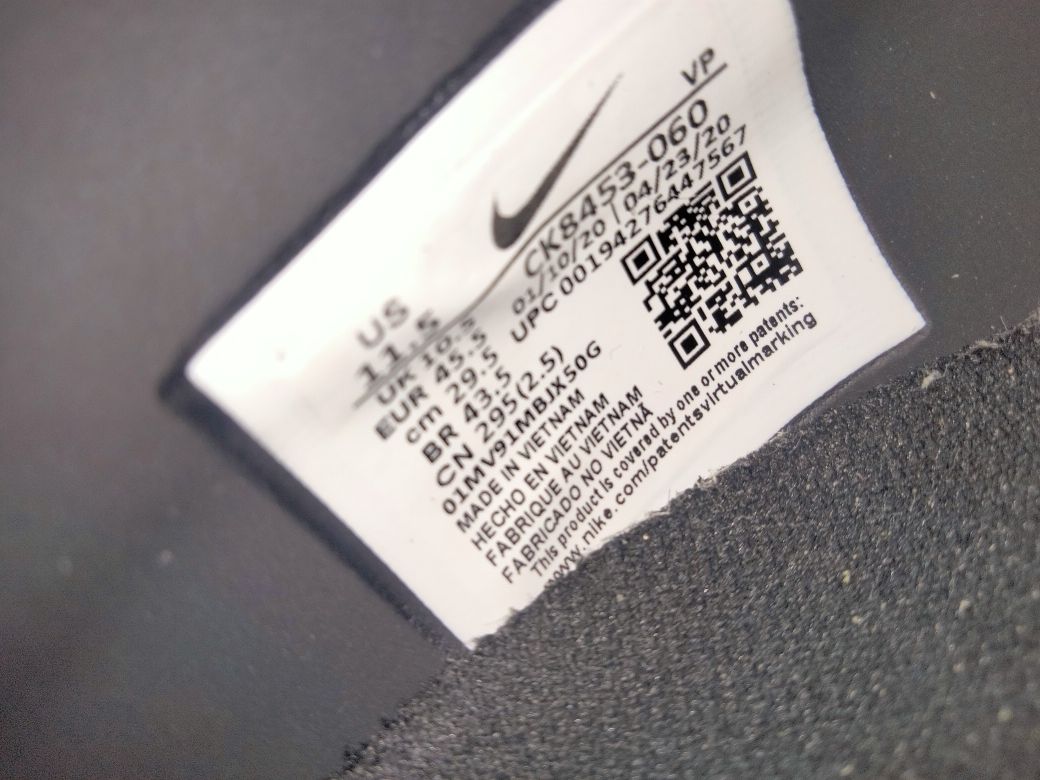 VP
CK8453-060
01/10/20 | 04/23/20
UPC 00194276447567
US
11.5
UK 10.5
EUR 45.5
cm 29.5
BR 43.5
CN 295(2.5)
01MV91MBJX50G
MADE IN VIETNAM
HECHO EN VIETNAM
FABRIQUE AU VIETNAM
FABRICADO NO VIETNÃ
This product is covered by one or more patents:
www.nike.com/patentsvirtualmarking